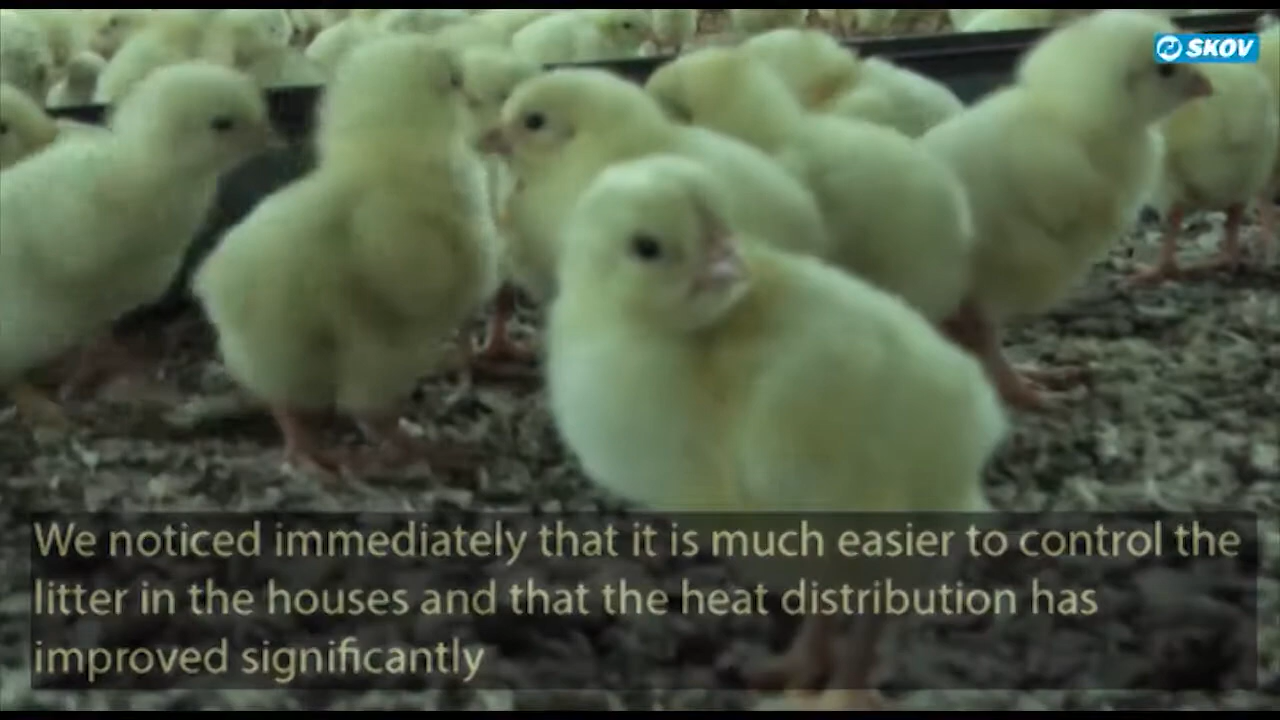 SKOV
We noticed immediately that it is much easier to control the
litter in the houses and that the heat distribution has
improved significantly